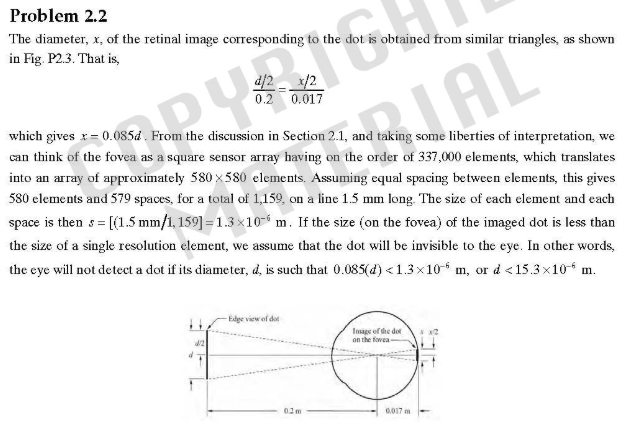 Problem 2.2
The diameter, x, of the retinal image corresponding to the dot is obtained from similar triangles, as shown
in Fig. P2.3. That is,
d/2 / 0.2 = x/2 / 0.017
which gives x = 0.085d. From the discussion in Section 2.1, and taking some liberties of interpretation, we
can think of the fovea as a square sensor array having on the order of 337,000 elements, which translates
into an array of approximately 580×580 elements. Assuming equal spacing between elements, this gives
580 elements and 579 spaces, for a total of 1,159, on a line 1.5 mm long. The size of each element and each
space is then s = [(1.5 mm/1,159] = 1.3×10⁻⁶ m. If the size (on the fovea) of the imaged dot is less than
the size of a single resolution element, we assume that the dot will be invisible to the eye. In other words,
the eye will not detect a dot if its diameter, d, is such that 0.085(d) < 1.3×10⁻⁶ m, or d < 15.3×10⁻⁶ m.
COPYRIGHTED
MATERIAL
Edge view of dot
Image of the dot
on the fovea
x/2
d/2
d
0.2 m
0.017 m